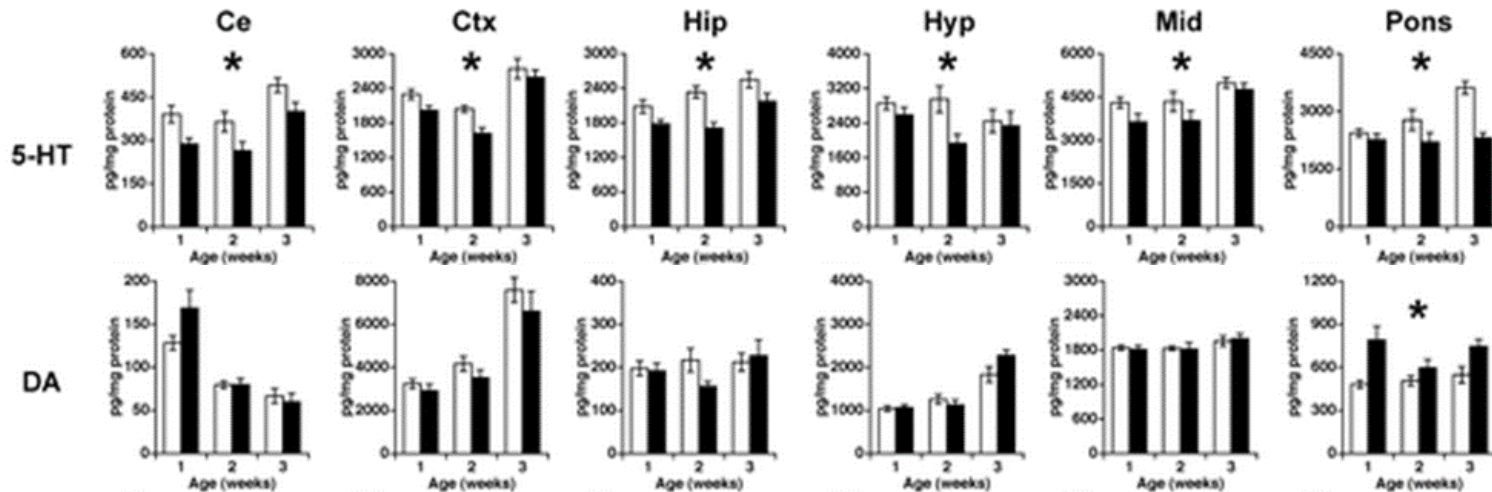 Ce Ctx Hip Hyp Mid Pons
5-HT
pg/mg protein
600
450
300
150
0
*
1 2 3
Age (weeks)
pg/mg protein
3000
2400
1800
1200
600
0
*
1 2 3
Age (weeks)
pg/mg protein
3000
2400
1800
1200
600
0
*
1 2 3
Age (weeks)
pg/mg protein
4000
3200
2400
1600
800
0
*
1 2 3
Age (weeks)
pg/mg protein
6000
4500
3000
1500
0
*
1 2 3
Age (weeks)
pg/mg protein
4500
3000
1500
0
*
1 2 3
Age (weeks)
DA
pg/mg protein
200
150
100
50
0
1 2 3
Age (weeks)
pg/mg protein
8000
6000
4000
2000
0
1 2 3
Age (weeks)
pg/mg protein
400
300
200
100
0
1 2 3
Age (weeks)
pg/mg protein
4000
3000
2000
1000
0
1 2 3
Age (weeks)
pg/mg protein
3000
2400
1800
1200
600
0
1 2 3
Age (weeks)
pg/mg protein
1200
900
600
300
0
*
1 2 3
Age (weeks)